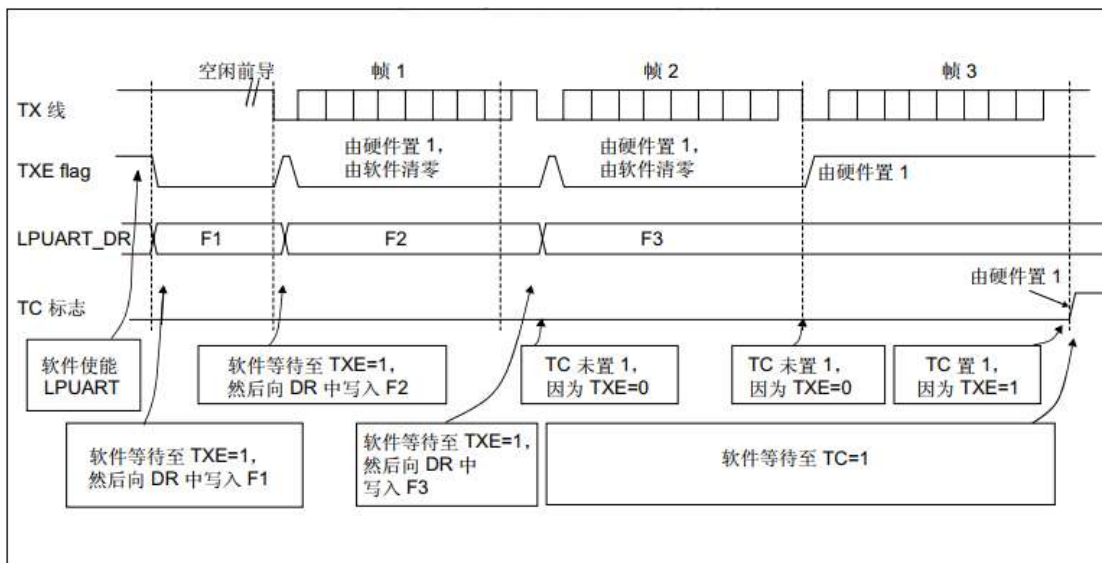 空闲前导
帧 1
帧 2
帧 3
TX 线
由硬件置 1，
由软件清零
由硬件置 1，
由软件清零
TXE flag
由硬件置 1
LPUART_DR
F1
F2
F3
由硬件置 1
TC 标志
软件使能
LPUART
软件等待至 TXE=1，
然后向 DR 中写入 F2
TC 未置 1，
因为 TXE=0
TC 未置 1，
因为 TXE=0
TC 置 1，
因为 TXE=1
软件等待至 TXE=1，
然后向 DR 中写入 F1
软件等待至 TXE=1，
然后向 DR 中
写入 F3
软件等待至 TC=1